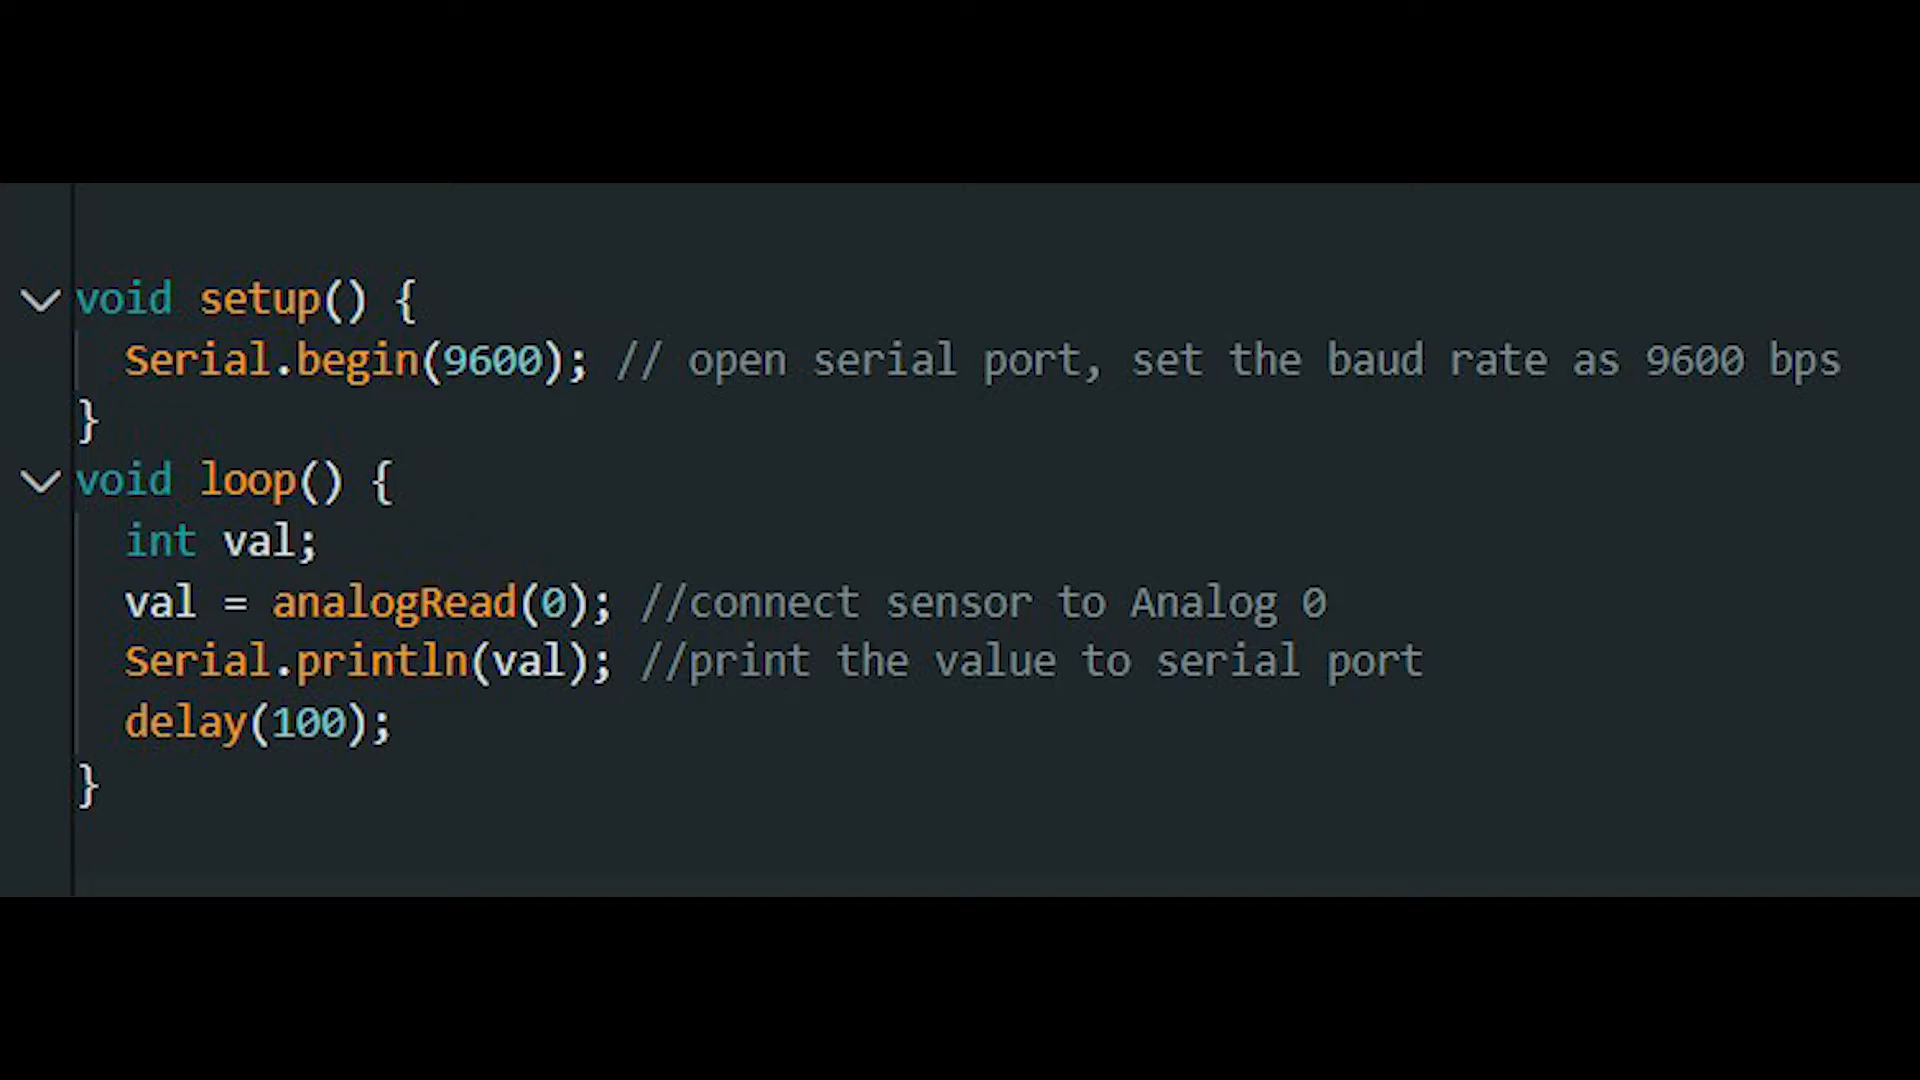 void setup() {
  Serial.begin(9600); // open serial port, set the baud rate as 9600 bps
}
void loop() {
  int val;
  val = analogRead(0); //connect sensor to Analog 0
  Serial.println(val); //print the value to serial port
  delay(100);
}